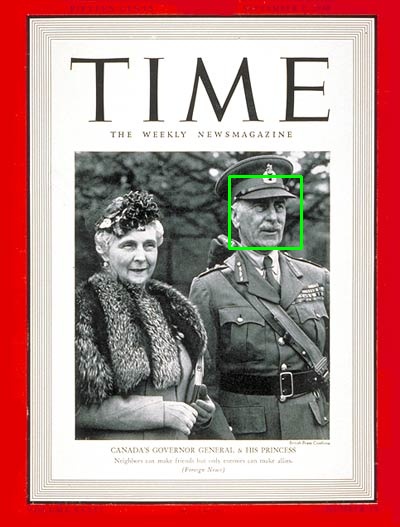 TIME
THE WEEKLY NEWSMAGAZINE
CANADA'S GOVERNOR GENERAL & HIS PRINCESS
Neighbors can make friends but only enemies can make allies.
(Foreign News)